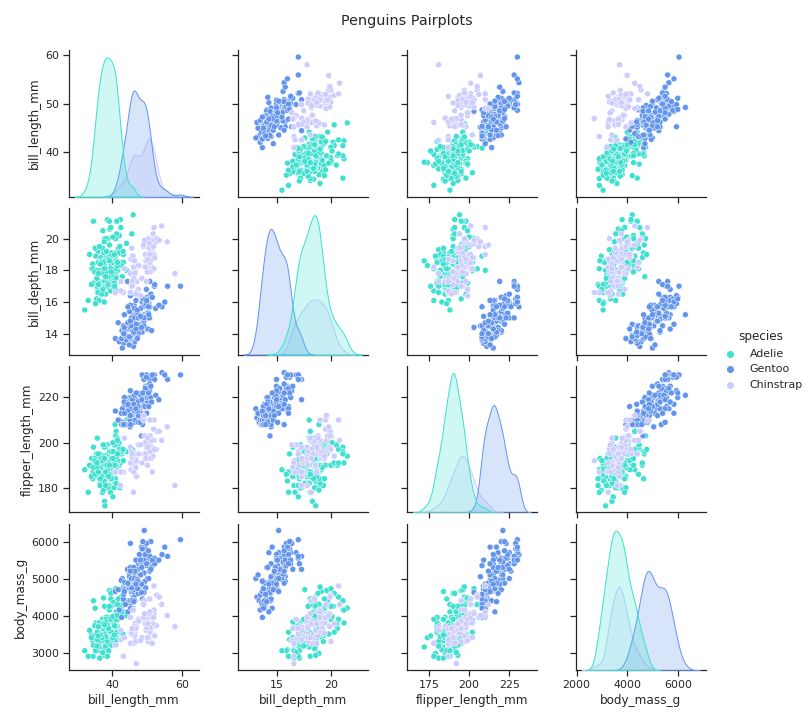 Penguins Pairplots
60
50
40
bill_length_mm
20
18
16
14
bill_depth_mm
species
Adelie
Gentoo
Chinstrap
220
200
180
flipper_length_mm
6000
5000
4000
3000
body_mass_g
40 60
15 20
175 200 225
2000 4000 6000
bill_length_mm bill_depth_mm flipper_length_mm body_mass_g